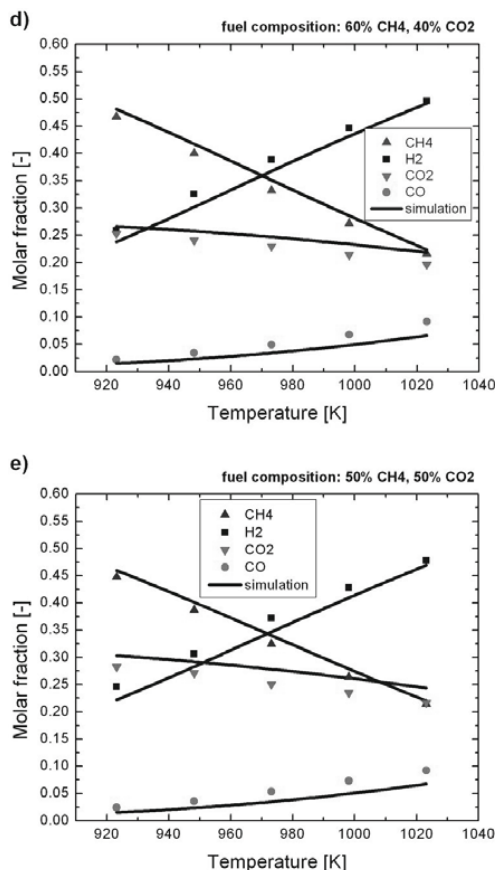 d)
fuel composition: 60% CH4, 40% CO2
0.60
0.55
0.50
0.45
0.40
0.35
0.30
0.25
0.20
0.15
0.10
0.05
0.00
Molar fraction [-]
CH4
H2
CO2
CO
simulation
920 940 960 980 1000 1020 1040
Temperature [K]
e)
fuel composition: 50% CH4, 50% CO2
0.60
0.55
0.50
0.45
0.40
0.35
0.30
0.25
0.20
0.15
0.10
0.05
0.00
Molar fraction [-]
CH4
H2
CO2
CO
simulation
920 940 960 980 1000 1020 1040
Temperature [K]